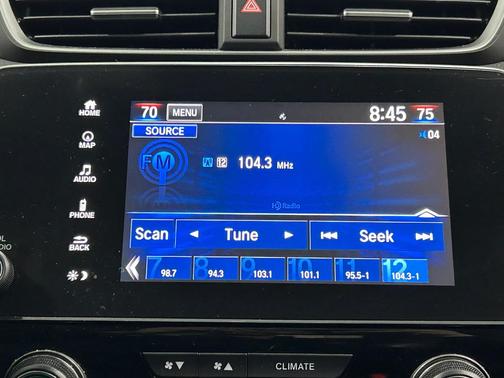 70 MENU 8:45 75
SOURCE 04
HOME
MAP
AUDIO
PHONE
BACK
FM 12 104.3 MHz
HD Radio
Scan Tune Seek
7 8 9 10 11 12
98.7 94.3 103.1 101.1 95.5-1 104.3-1
CLIMATE